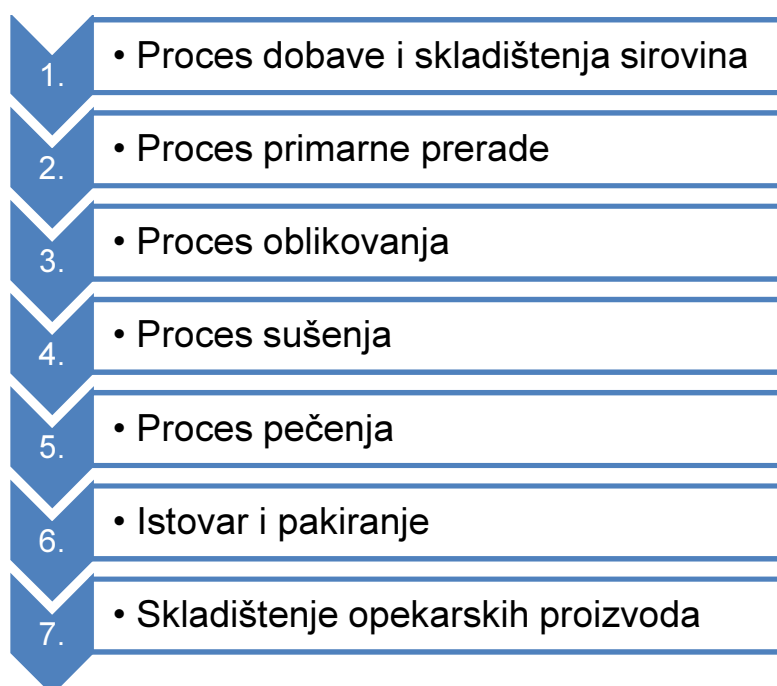 1. • Proces dobave i skladištenja sirovina
2. • Proces primarne prerade
3. • Proces oblikovanja
4. • Proces sušenja
5. • Proces pečenja
6. • Istovar i pakiranje
7. • Skladištenje opekarskih proizvoda